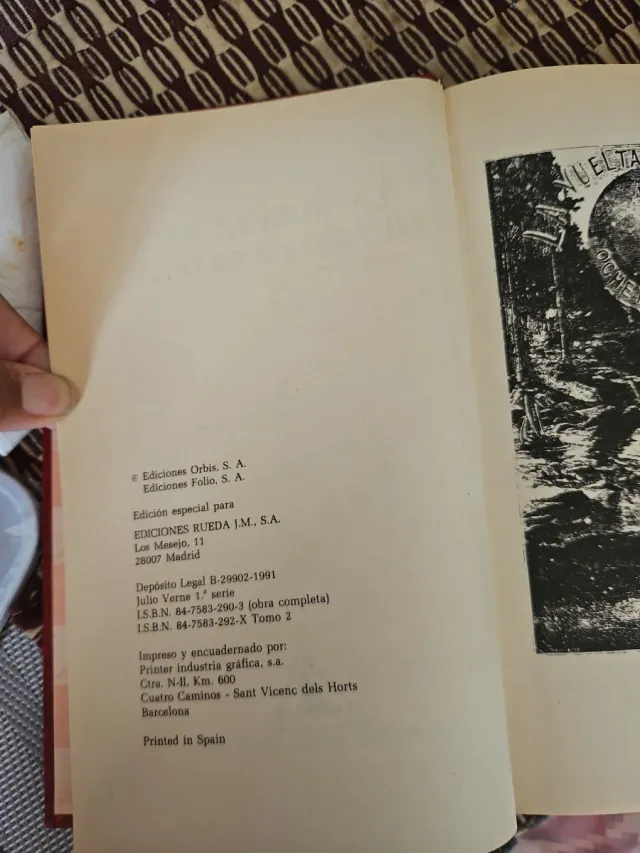 © Ediciones Orbis, S. A.
Ediciones Folio, S. A.
Edición especial para
EDICIONES RUEDA J.M., S.A.
Los Mesejo, 11
28007 Madrid
Depósito Legal B-29902-1991
Julio Verne 1.ª serie
I.S.B.N. 84-7583-290-3 (obra completa)
I.S.B.N. 84-7583-292-X Tomo 2
Impreso y encuadernado por:
Printer industria gráfica, s.a.
Ctra. N-II, Km. 600
Cuatro Caminos - Sant Vicenç dels Horts
Barcelona
Printed in Spain
LA VUELTA